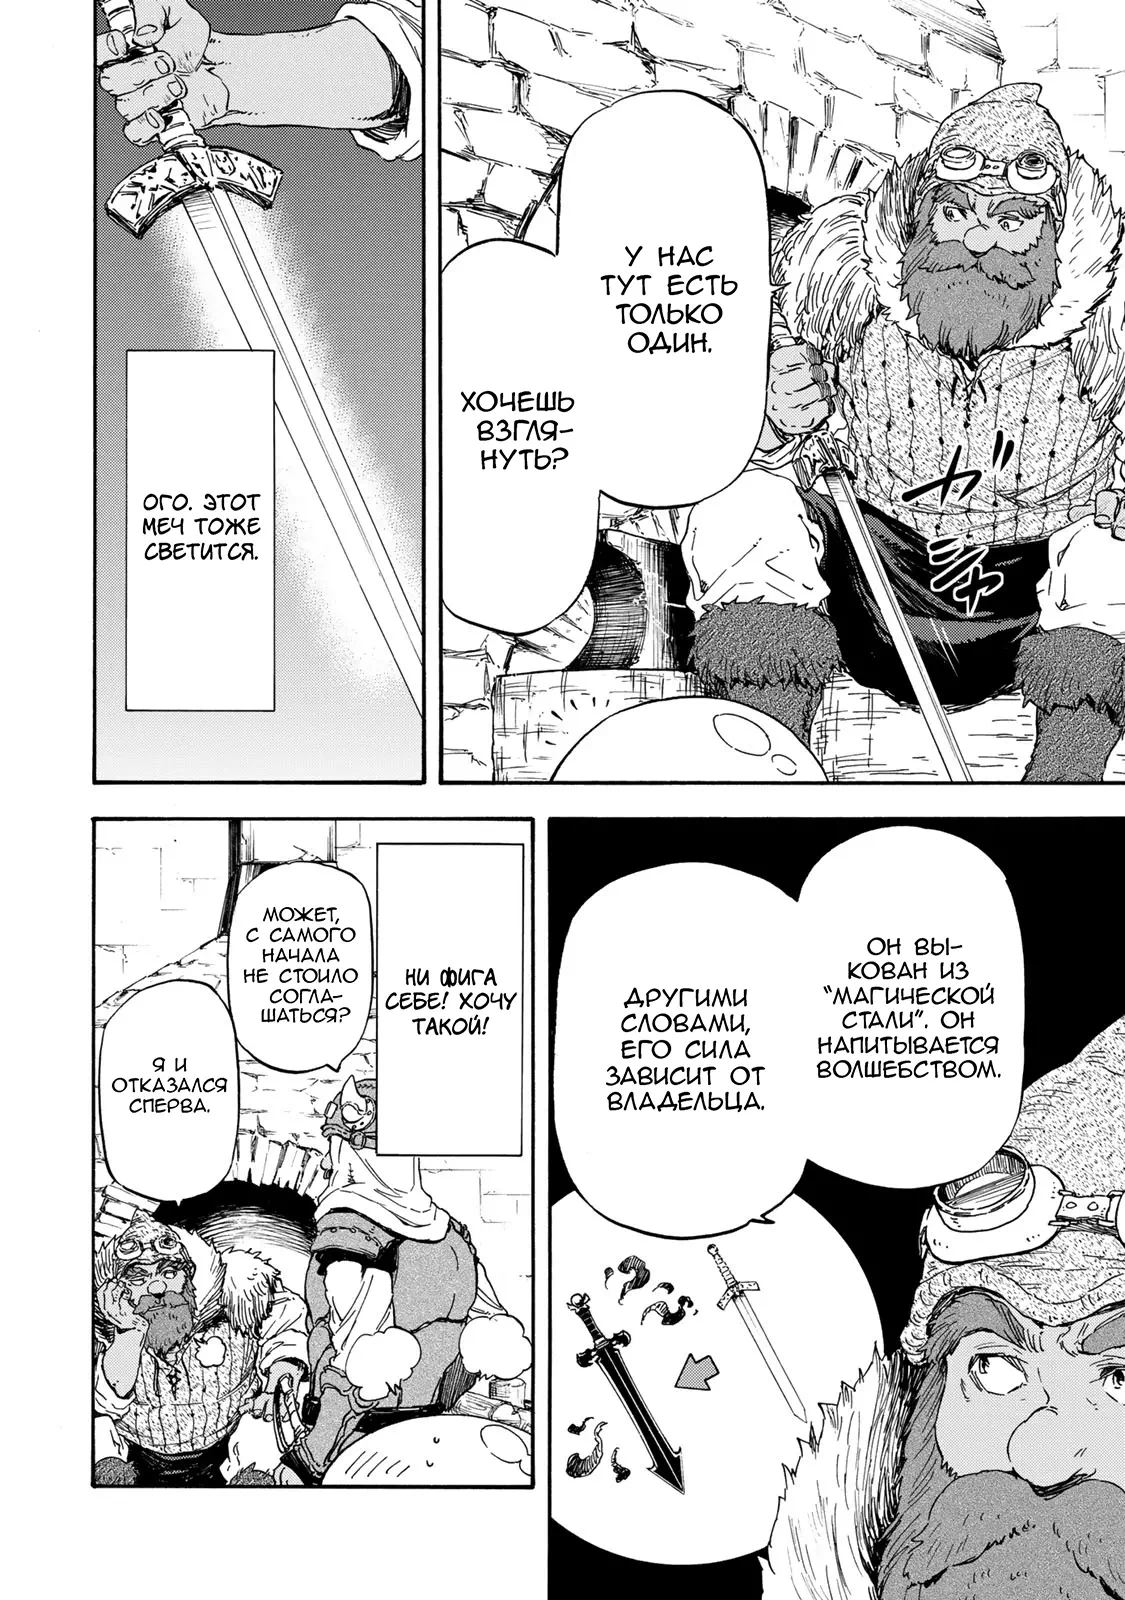 У НАС
ТУТ ЕСТЬ
ТОЛЬКО
ОДИН.
ХОЧЕШЬ
ВЗГЛЯ-
НУТЬ?
チャ
ОГО. ЭТОТ
МЕЧ ТОЖЕ
СВЕТИТСЯ.
ОН ВЫ-
КОВАН ИЗ
"МАГИЧЕСКОЙ
СТАЛИ". ОН
НАПИТЫВАЕТСЯ
ВОЛШЕБСТВОМ.
ДРУГИМИ
СЛОВАМИ,
ЕГО СИЛА
ЗАВИСИТ ОТ
ВЛАДЕЛЬЦА.
НИ ФИГА
СЕБЕ! ХОЧУ
ТАКОЙ!
МОЖЕТ,
С САМОГО
НАЧАЛА
НЕ СТОИЛО
СОГЛА-
ШАТЬСЯ?
Я И
ОТКАЗАЛСЯ
СПЕРВА.